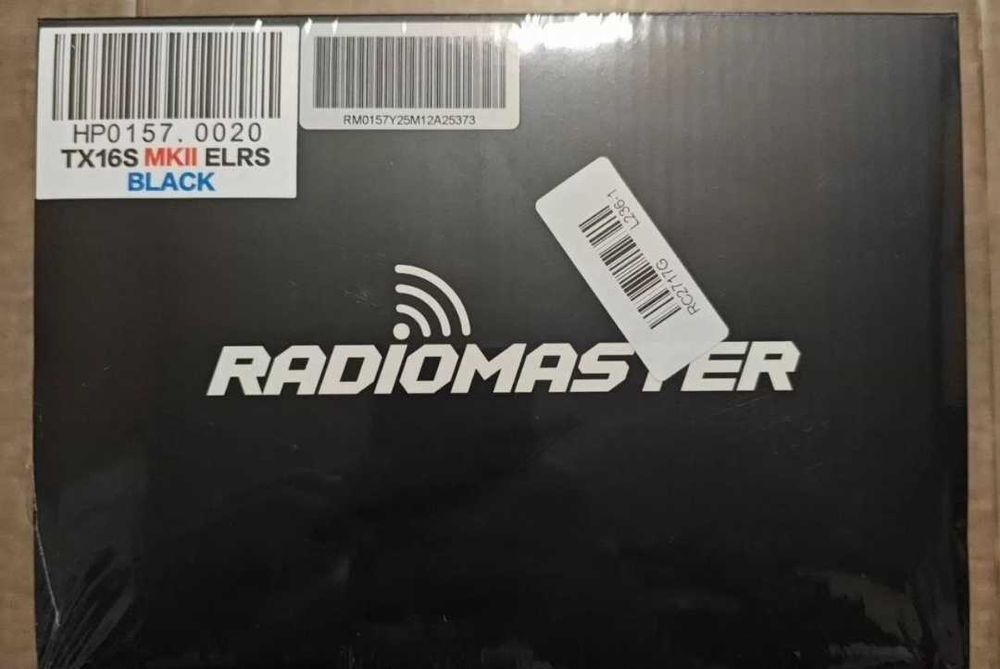 HP0157.0020
TX16S MKII ELRS
BLACK
RM0157Y25M12A25373
L236-1
RC2717G
RADIOMASTER